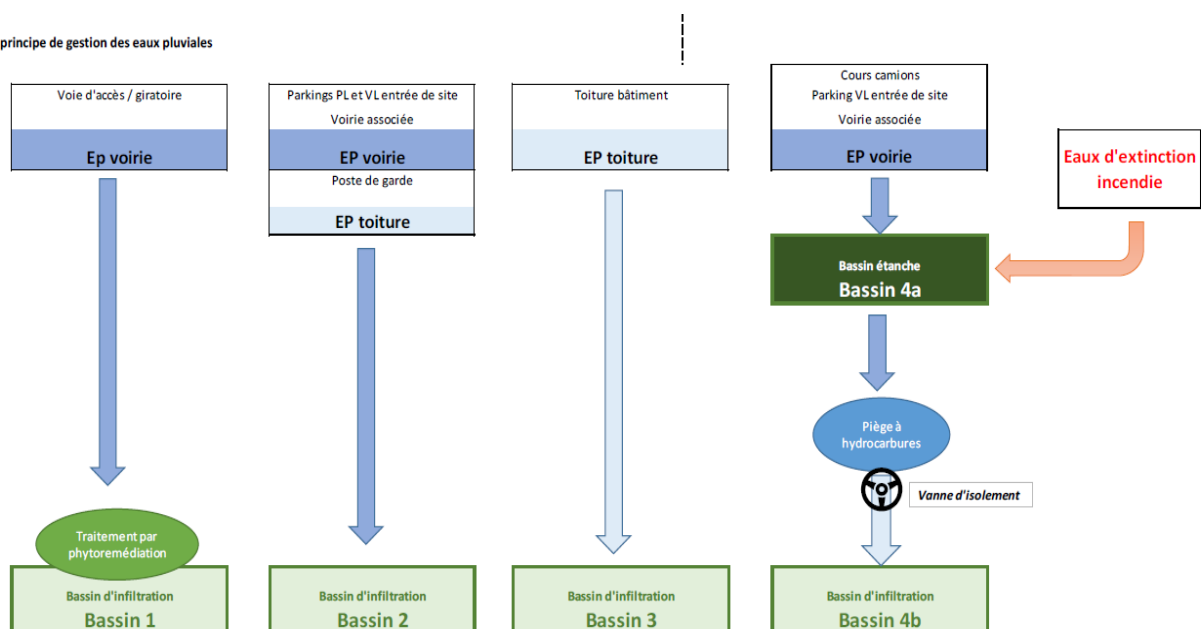 principe de gestion des eaux pluviales
Voie d'accès / giratoire
Ep voirie
Parkings PL et VL entrée de site
Voirie associée
EP voirie
Poste de garde
EP toiture
Toiture bâtiment
EP toiture
Cours camions
Parking VL entrée de site
Voirie associée
EP voirie
Eaux d'extinction
incendie
Bassin étanche
Bassin 4a
Piège à
hydrocarbures
Vanne d'isolement
Traitement par
phytoremédiation
Bassin d'infiltration
Bassin 1
Bassin d'infiltration
Bassin 2
Bassin d'infiltration
Bassin 3
Bassin d'infiltration
Bassin 4b